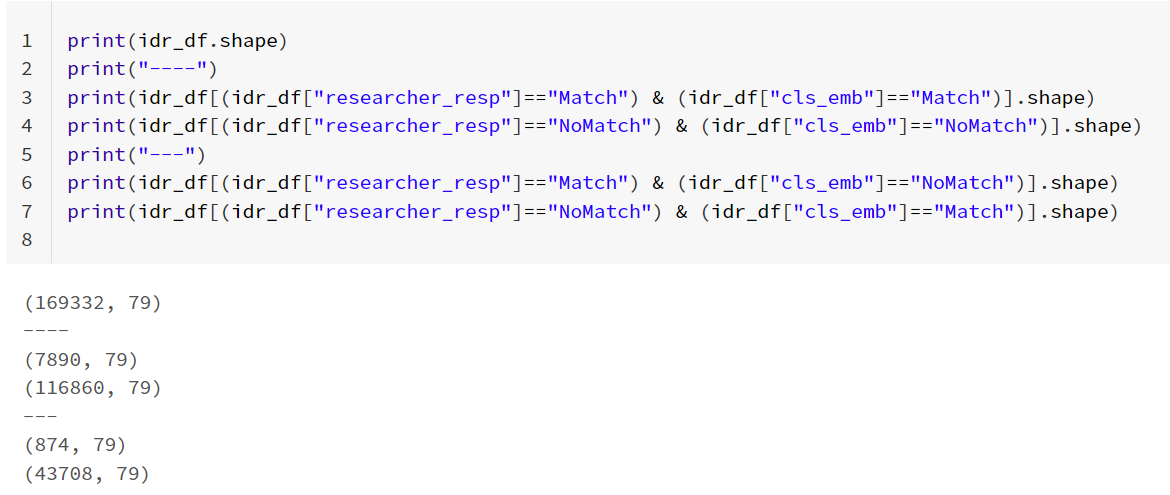 1 print(idr_df.shape)
2 print("----")
3 print(idr_df[(idr_df["researcher_resp"]=="Match") & (idr_df["cls_emb"]=="Match")].shape)
4 print(idr_df[(idr_df["researcher_resp"]=="NoMatch") & (idr_df["cls_emb"]=="NoMatch")].shape)
5 print("---")
6 print(idr_df[(idr_df["researcher_resp"]=="Match") & (idr_df["cls_emb"]=="NoMatch")].shape)
7 print(idr_df[(idr_df["researcher_resp"]=="NoMatch") & (idr_df["cls_emb"]=="Match")].shape)
8
(169332, 79)
----
(7890, 79)
(116860, 79)
---
(874, 79)
(43708, 79)